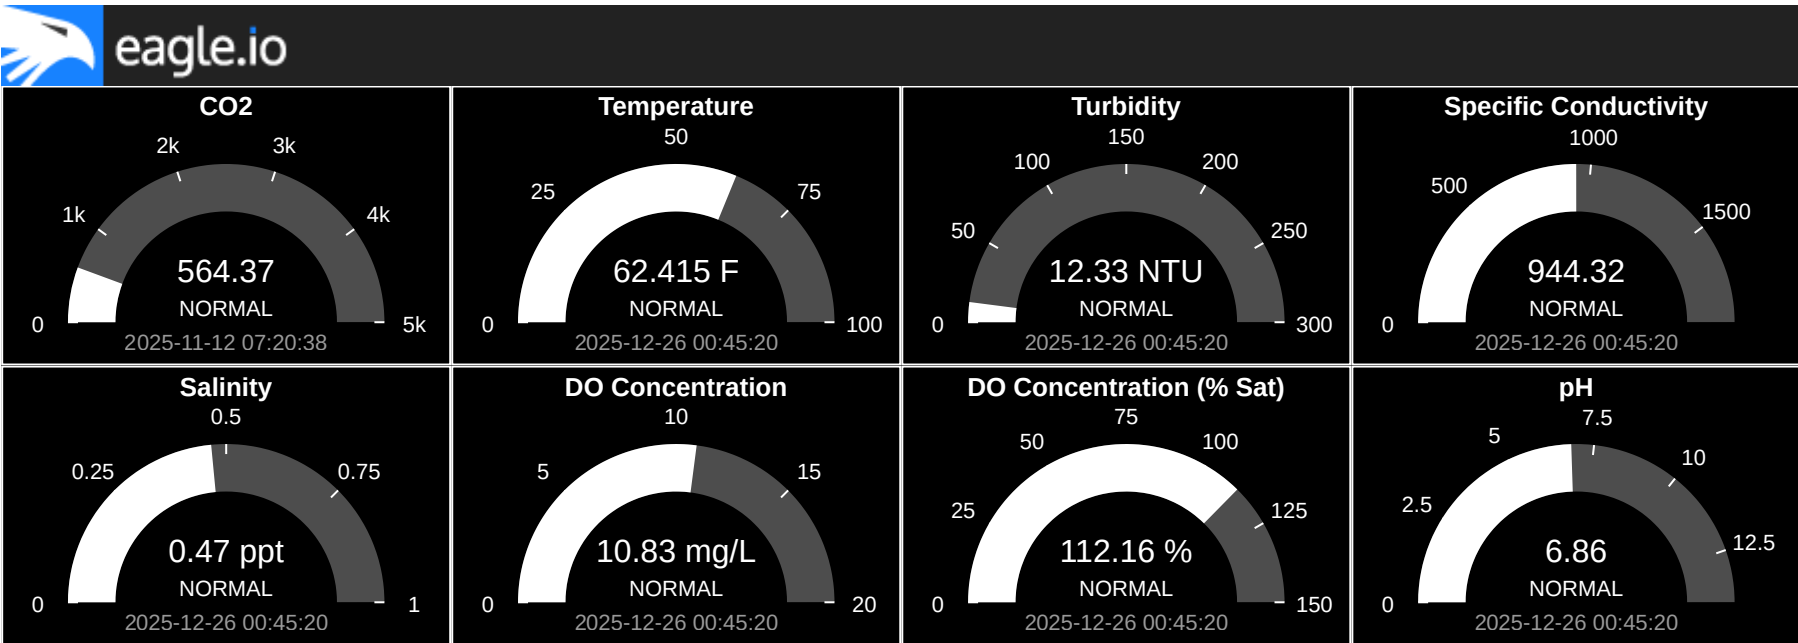 eagle.io
CO2
2k
3k
1k
4k
564.37
NORMAL
0
5k
2025-11-12 07:20:38
Temperature
50
25
75
62.415 F
NORMAL
0
100
2025-12-26 00:45:20
Turbidity
150
100
200
50
250
12.33 NTU
NORMAL
0
300
2025-12-26 00:45:20
Specific Conductivity
1000
500
1500
944.32
NORMAL
0
2025-12-26 00:45:20
Salinity
0.5
0.25
0.75
0.47 ppt
NORMAL
0
1
2025-12-26 00:45:20
DO Concentration
10
5
15
10.83 mg/L
NORMAL
0
20
2025-12-26 00:45:20
DO Concentration (% Sat)
75
50
100
25
125
112.16 %
NORMAL
0
150
2025-12-26 00:45:20
pH
7.5
5
10
2.5
12.5
6.86
NORMAL
0
2025-12-26 00:45:20